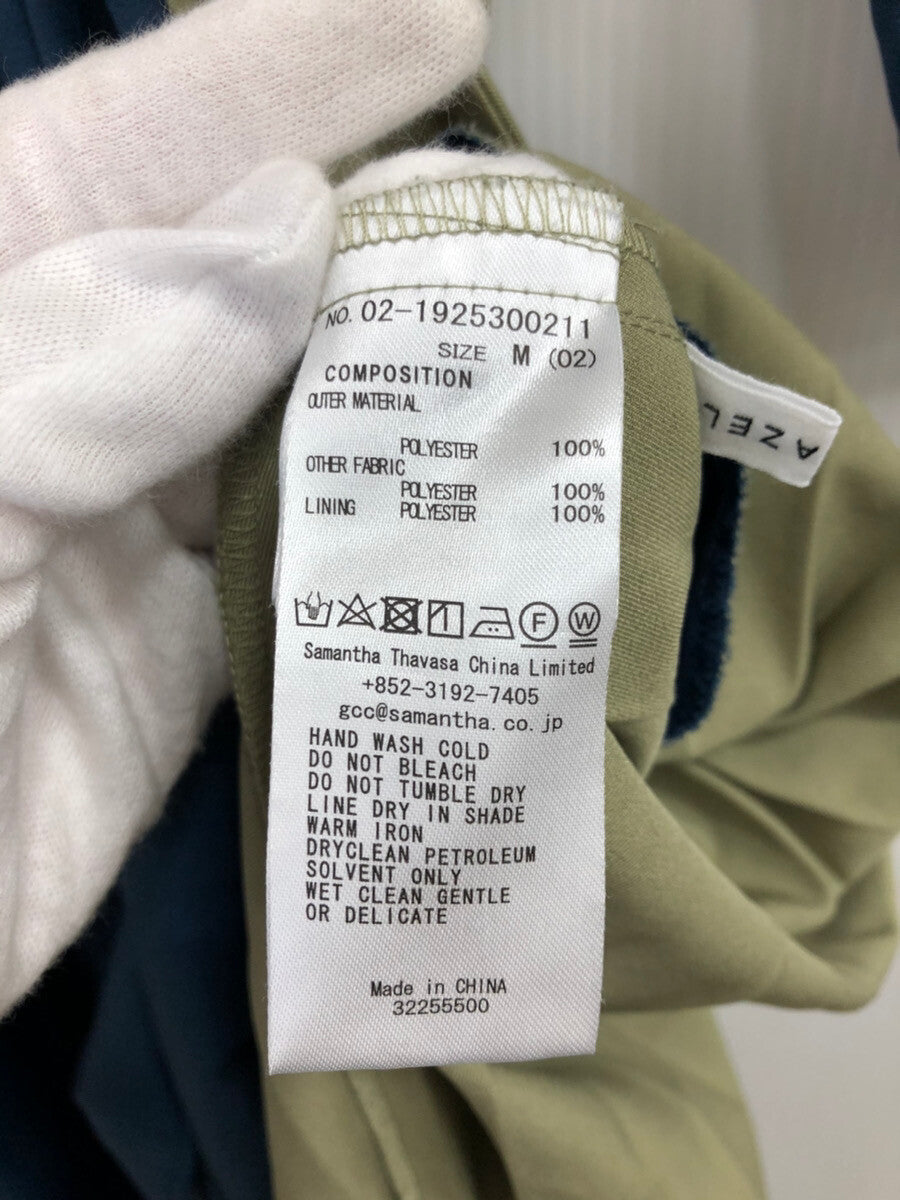 NO. 02-1925300211
SIZE M (02)
COMPOSITION
OUTER MATERIAL
POLYESTER 100%
OTHER FABRIC
POLYESTER 100%
LINING POLYESTER 100%
F W
Samantha Thavasa China Limited
+852-3192-7405
gcc@samantha.co.jp
HAND WASH COLD
DO NOT BLEACH
DO NOT TUMBLE DRY
LINE DRY IN SHADE
WARM IRON
DRYCLEAN PETROLEUM
SOLVENT ONLY
WET CLEAN GENTLE
OR DELICATE
Made in CHINA
32255500
AZEL